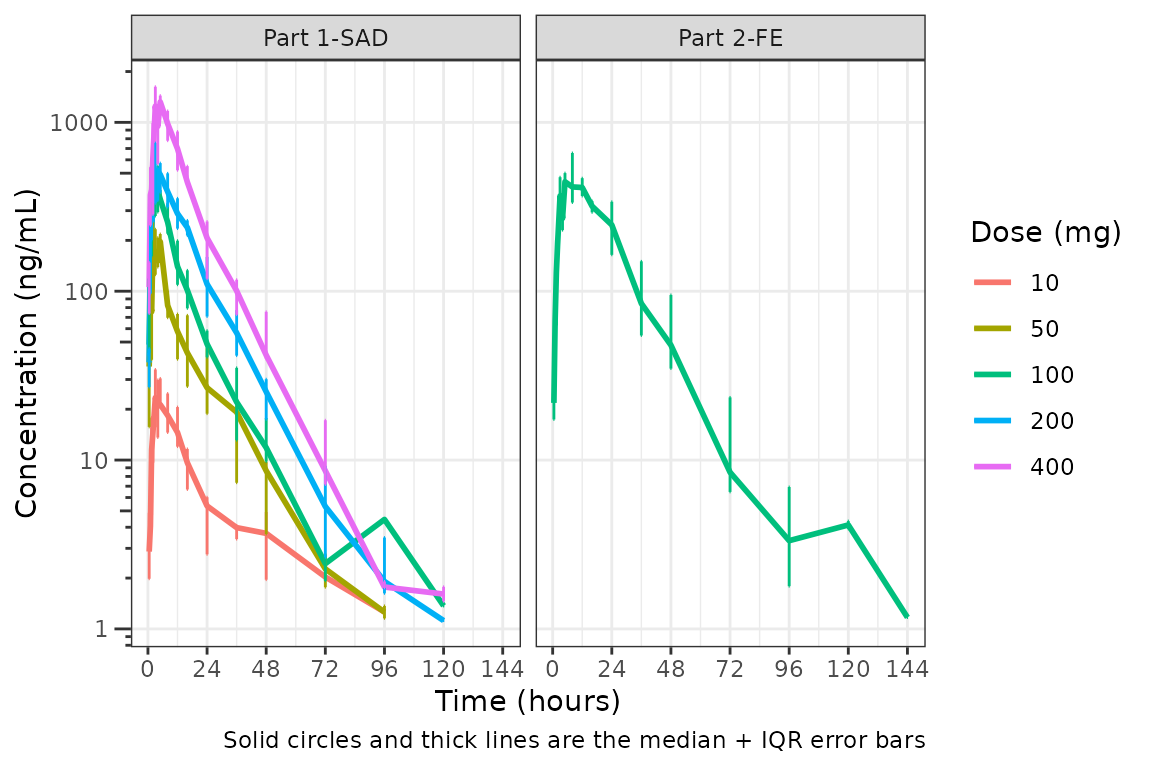 Part 1-SAD
Part 2-FE
Concentration (ng/mL)
1000
100
10
1
0 24 48 72 96 120 144
0 24 48 72 96 120 144
Time (hours)
Dose (mg)
10
50
100
200
400
Solid circles and thick lines are the median + IQR error bars